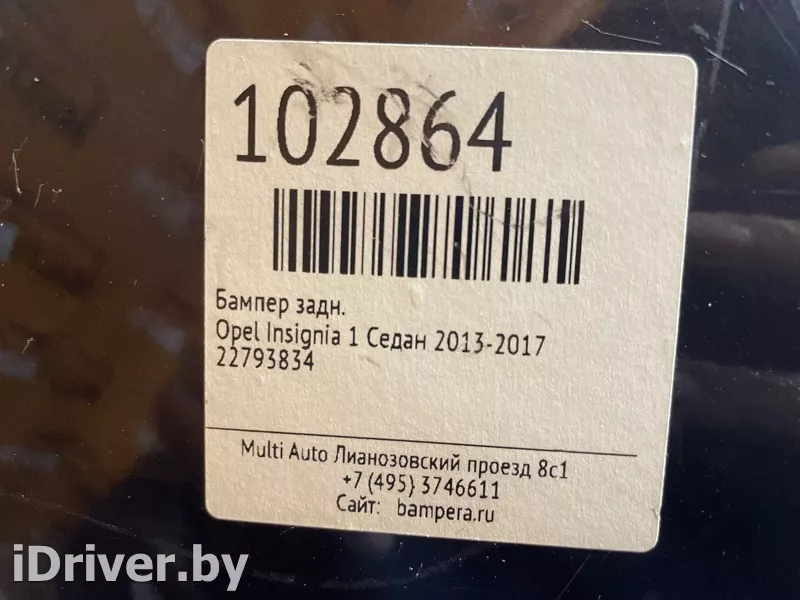 102864
Бампер задн.
Opel Insignia 1 Седан 2013-2017
22793834
Multi Auto Лианозовский проезд 8с1
+7 (495) 3746611
Сайт: bampera.ru
iDriver.by